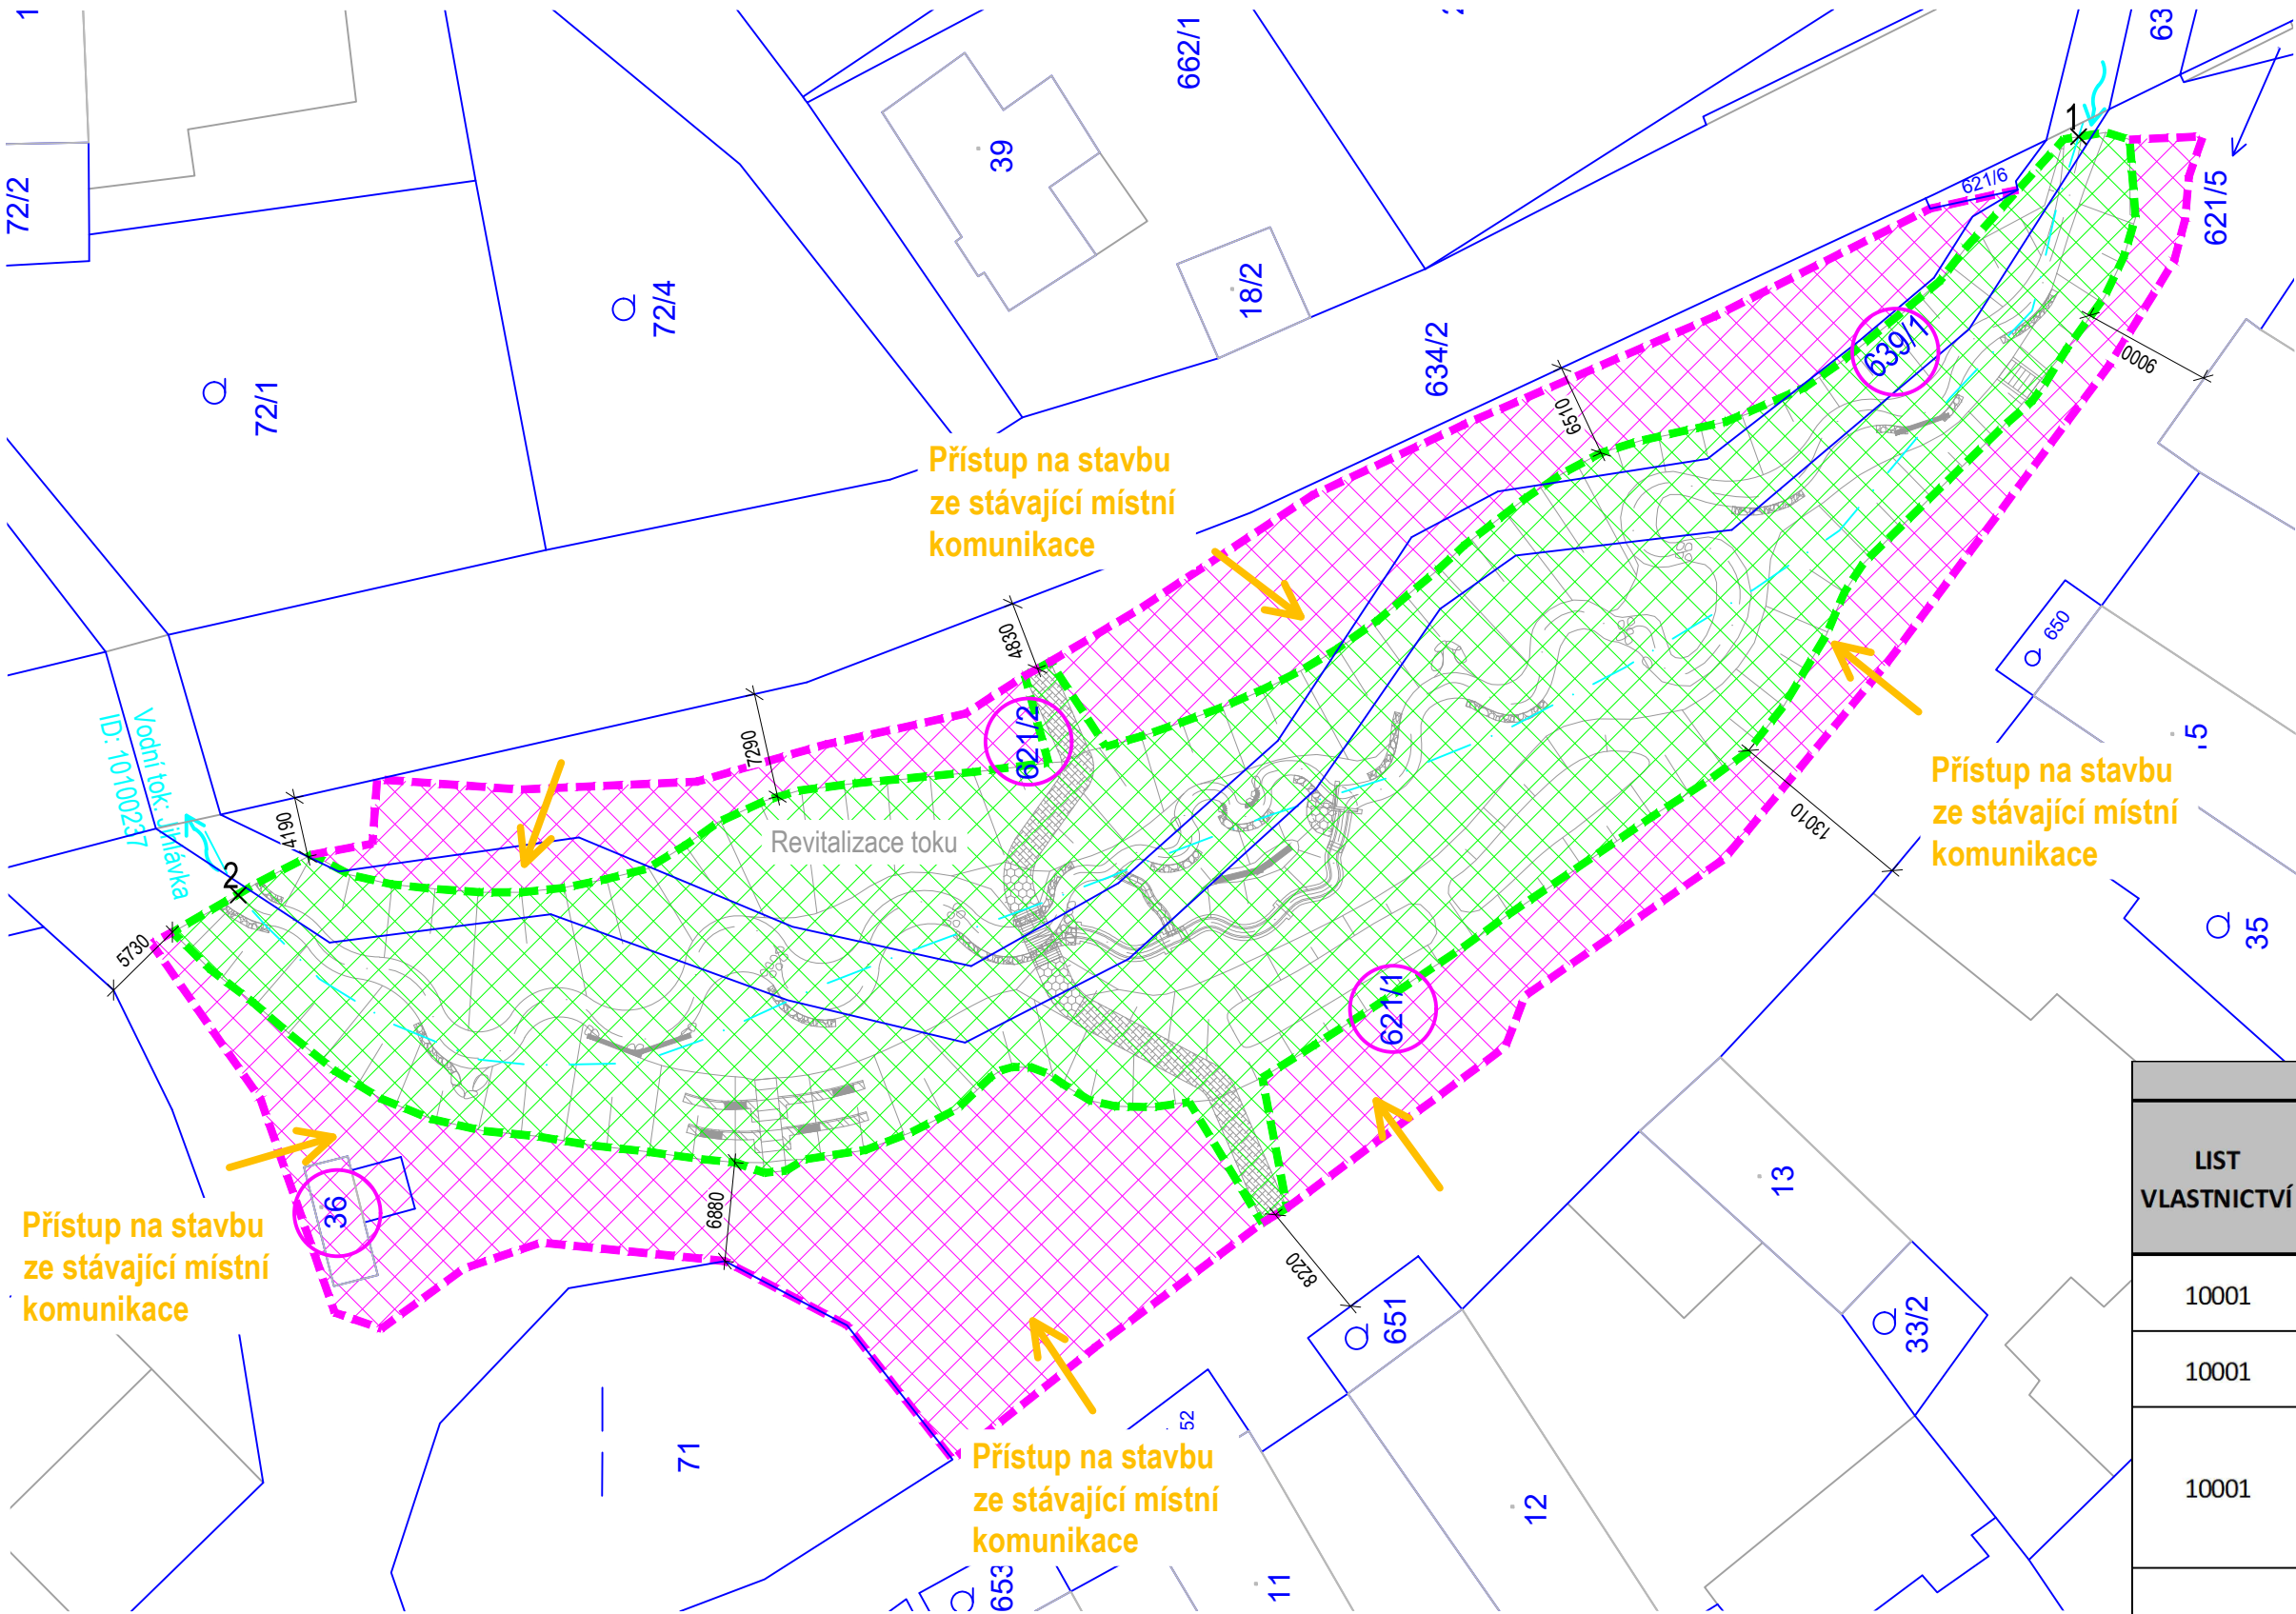 1
662/1
63
39
72/2
621/6
621/5
72/4
18/2
1
639/1
634/2
9000
72/1
6510
Přístup na stavbu
ze stávající místní
komunikace
4830
650
621/2
7290
Vodní tok: Jihlávka
ID: 10100237
5
Přístup na stavbu
ze stávající místní
komunikace
4190
13010
Revitalizace toku
2
5730
35
621/1
LIST
VLASTNICTVÍ
13
36
6880
Přístup na stavbu
ze stávající místní
komunikace
8220
651
33/2
10001
10001
52
71
Přístup na stavbu
ze stávající místní
komunikace
12
10001
653
11